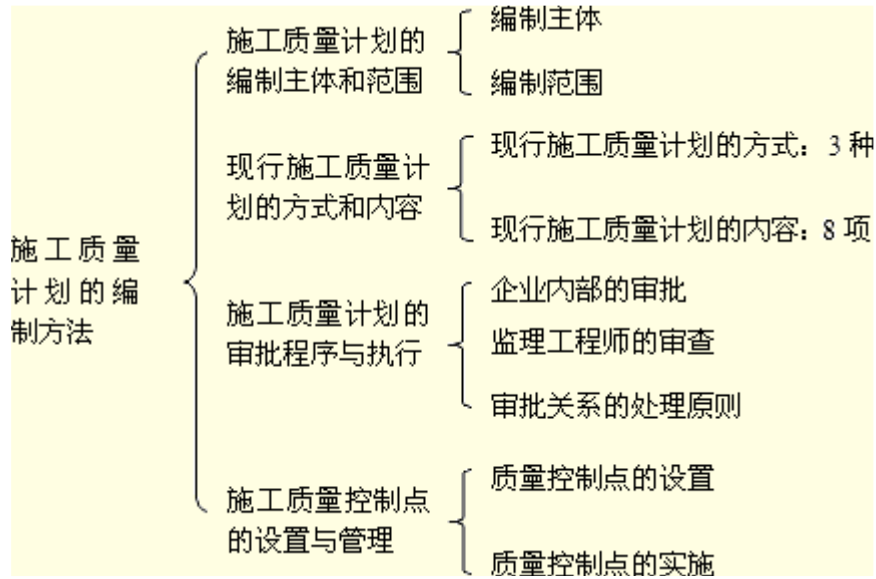 施工质量
计划的编
制方法
施工质量计划的
编制主体和范围
编制主体
编制范围
现行施工质量计
划的方式和内容
现行施工质量计划的方式：3种
现行施工质量计划的内容：8项
施工质量计划的
审批程序与执行
企业内部的审批
监理工程师的审查
审批关系的处理原则
施工质量控制点
的设置与管理
质量控制点的设置
质量控制点的实施